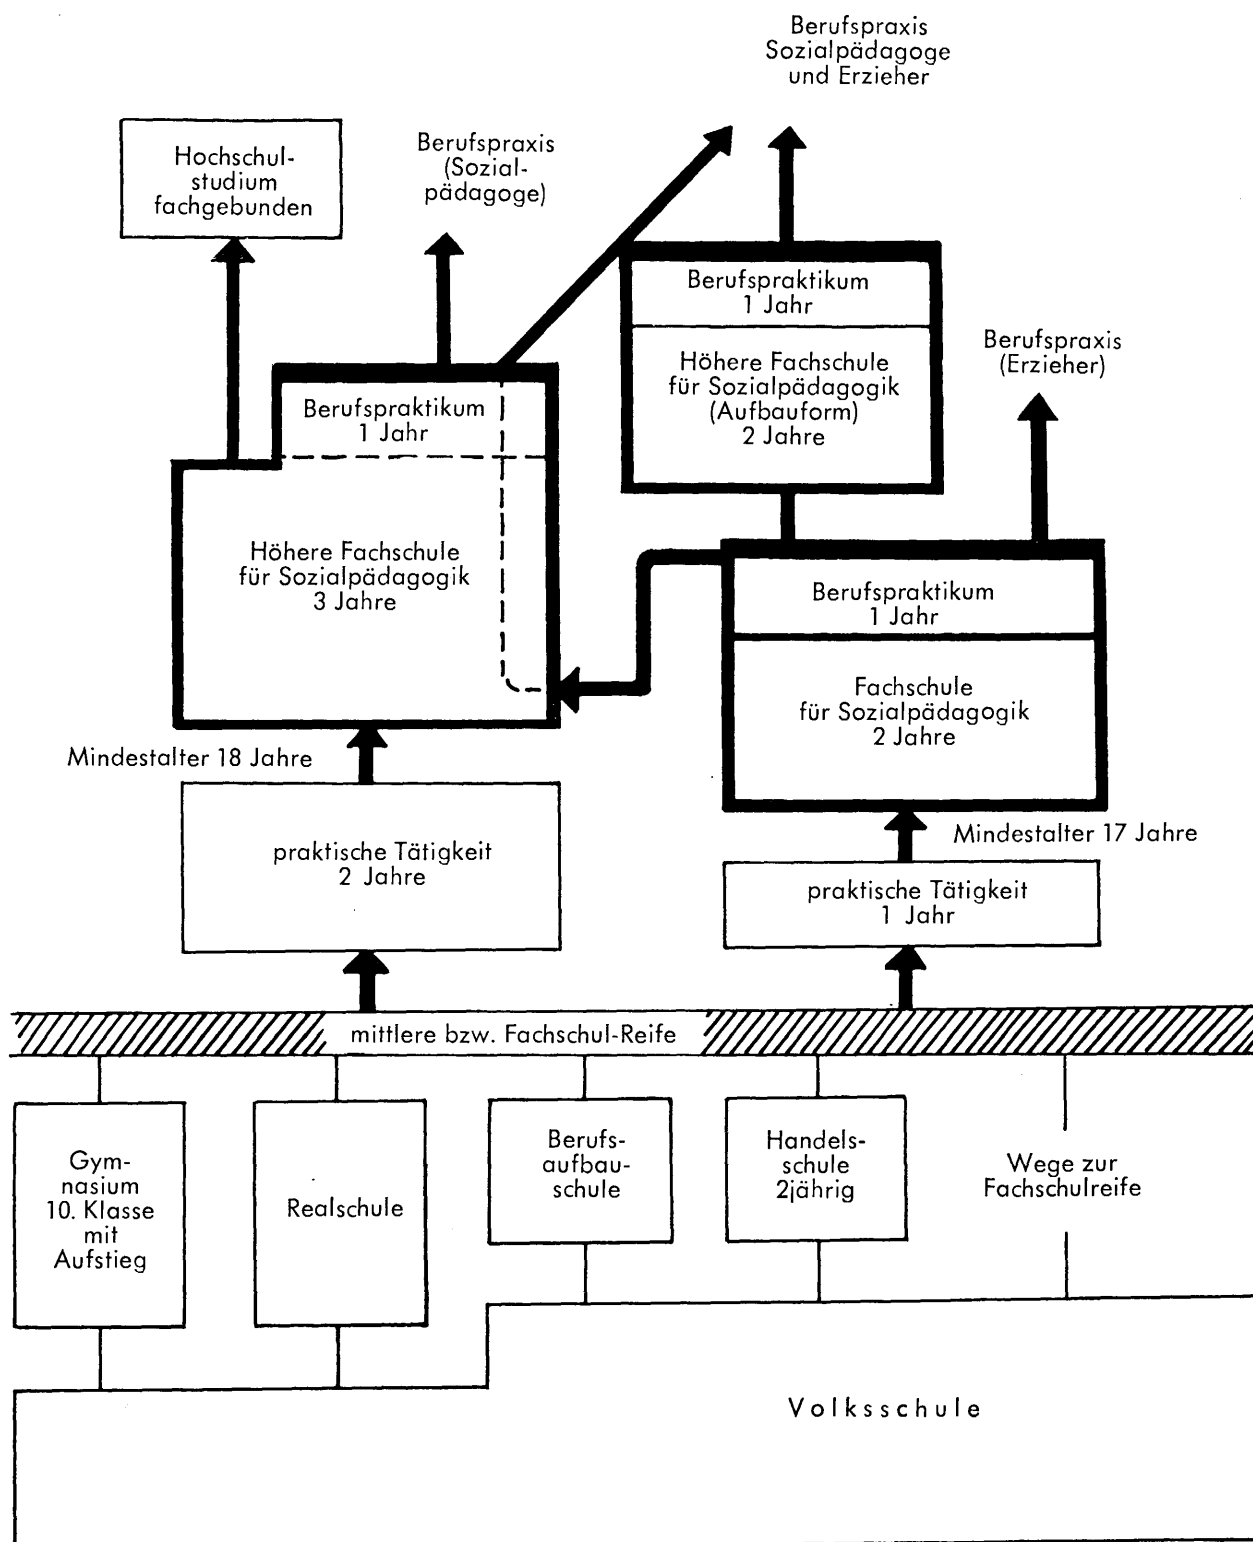 Berufspraxis
Sozialpädagoge
und Erzieher
Hochschul-
studium
fachgebunden
Berufspraxis
(Sozial-
pädagoge)
Berufspraktikum
1 Jahr
Höhere Fachschule
für Sozialpädagogik
(Aufbauform)
2 Jahre
Berufspraxis
(Erzieher)
Berufspraktikum
1 Jahr
Höhere Fachschule
für Sozialpädagogik
3 Jahre
Berufspraktikum
1 Jahr
Fachschule
für Sozialpädagogik
2 Jahre
Mindestalter 18 Jahre
praktische Tätigkeit
2 Jahre
Mindestalter 17 Jahre
praktische Tätigkeit
1 Jahr
mittlere bzw. Fachschul-Reife
Gym-
nasium
10. Klasse
mit
Aufstieg
Realschule
Berufs-
aufbau-
schule
Handels-
schule
2jährig
Wege zur
Fachschulreife
Volksschule